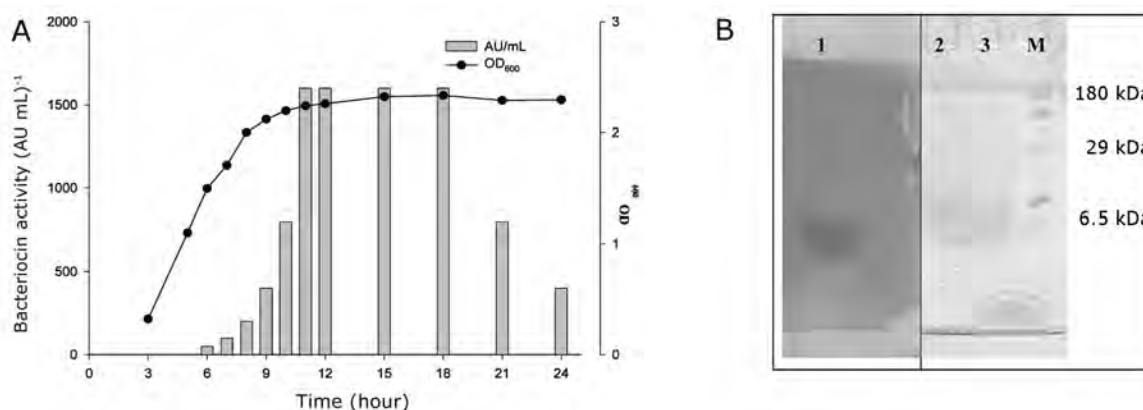 A
Bacteriocin activity (AU mL)⁻¹
2000
1500
1000
500
0
AU/mL
OD₆₀₀
3
2
1
0
OD ₆₀₀
0 3 6 9 12 15 18 21 24
Time (hour)
B
1 2 3 M
180 kDa
29 kDa
6.5 kDa